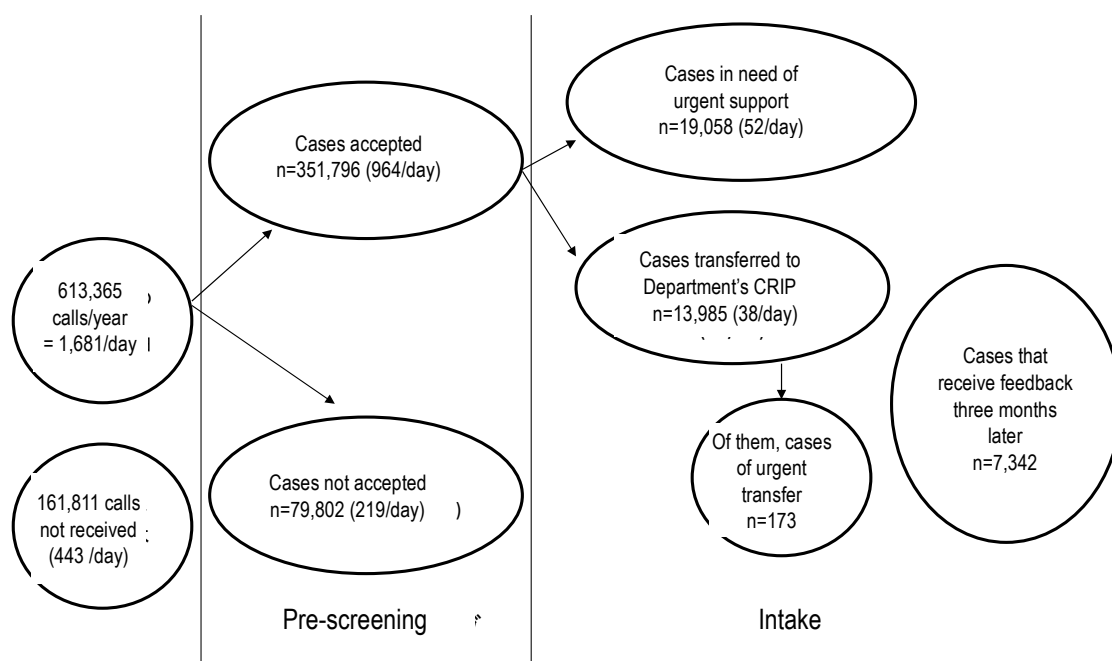 613,365
calls/year
= 1,681/day
161,811 calls
not received
(443 /day)
Cases accepted
n=351,796 (964/day)
Cases not accepted
n=79,802 (219/day)
)
Pre-screening
Cases in need of
urgent support
n=19,058 (52/day)
Cases transferred to
Department's CRIP
n=13,985 (38/day)
Of them, cases
of urgent
transfer
n=173
Cases that
receive feedback
three months
later
n=7,342
Intake